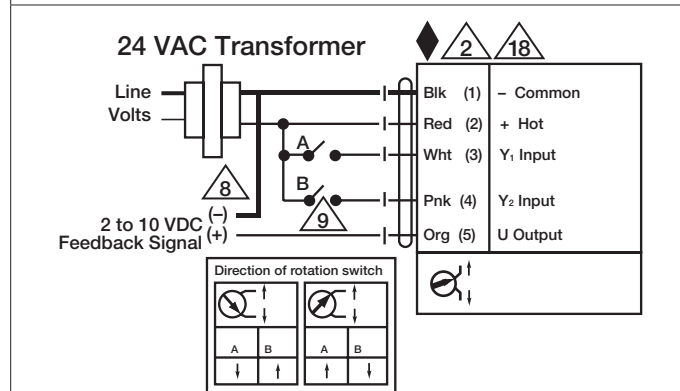 24 VAC Transformer
2
18
Line
Volts
Blk (1) – Common
Red (2) + Hot
A
Wht (3) Y₁ Input
B
Pnk (4) Y₂ Input
8
9
2 to 10 VDC (–)
Feedback Signal (+)
Org (5) U Output
Direction of rotation switch
A B A B